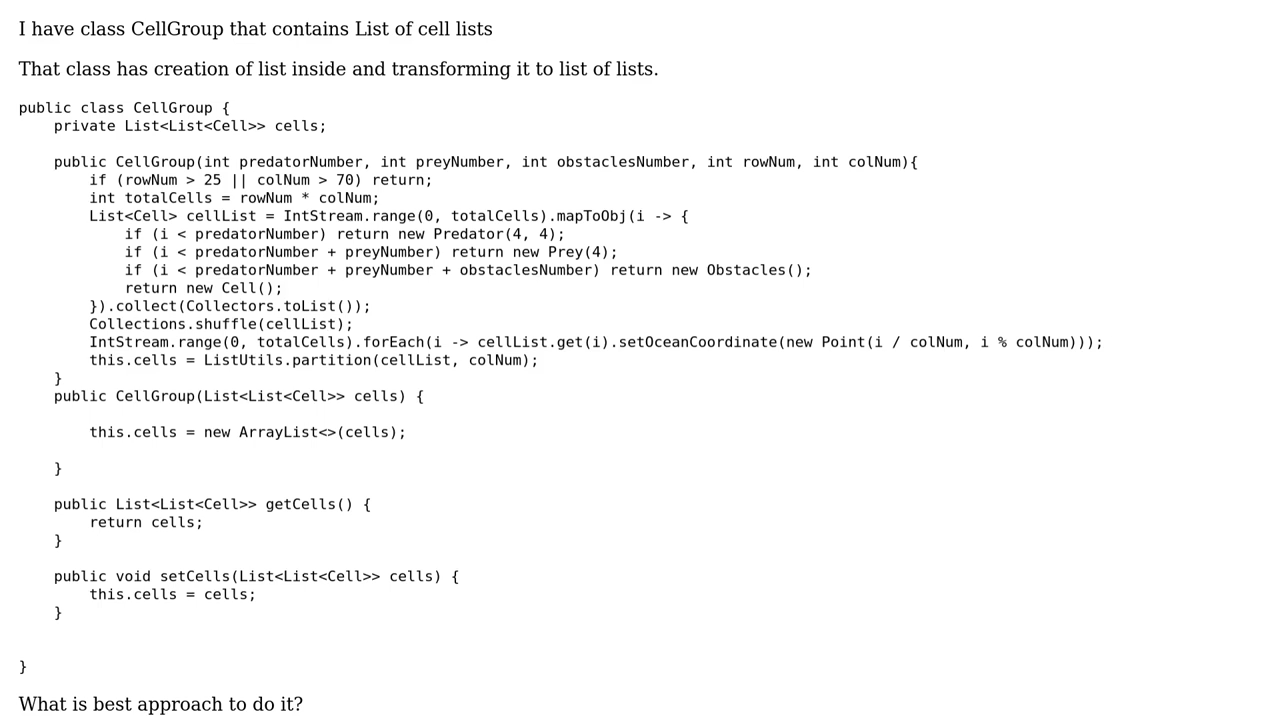 I have class CellGroup that contains List of cell lists
That class has creation of list inside and transforming it to list of lists.
public class CellGroup {
    private List<List<Cell>> cells;

    public CellGroup(int predatorNumber, int preyNumber, int obstaclesNumber, int rowNum, int colNum){
        if (rowNum > 25 || colNum > 70) return;
        int totalCells = rowNum * colNum;
        List<Cell> cellList = IntStream.range(0, totalCells).mapToObj(i -> {
            if (i < predatorNumber) return new Predator(4, 4);
            if (i < predatorNumber + preyNumber) return new Prey(4);
            if (i < predatorNumber + preyNumber + obstaclesNumber) return new Obstacles();
            return new Cell();
        }).collect(Collectors.toList());
        Collections.shuffle(cellList);
        IntStream.range(0, totalCells).forEach(i -> cellList.get(i).setOceanCoordinate(new Point(i / colNum, i % colNum)));
        this.cells = ListUtils.partition(cellList, colNum);
    }
    public CellGroup(List<List<Cell>> cells) {

        this.cells = new ArrayList<>(cells);

    }

    public List<List<Cell>> getCells() {
        return cells;
    }

    public void setCells(List<List<Cell>> cells) {
        this.cells = cells;
    }


}
What is best approach to do it?